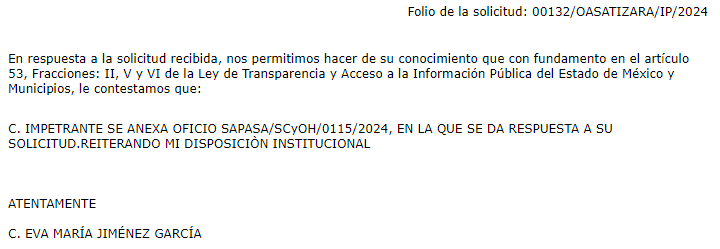 Folio de la solicitud: 00132/OASATIZARA/IP/2024
En respuesta a la solicitud recibida, nos permitimos hacer de su conocimiento que con fundamento en el artículo
53, Fracciones: II, V y VI de la Ley de Transparencia y Acceso a la Información Pública del Estado de México y
Municipios, le contestamos que:
C. IMPETRANTE SE ANEXA OFICIO SAPASA/SCyOH/0115/2024, EN LA QUE SE DA RESPUESTA A SU
SOLICITUD.REITERANDO MI DISPOSICIÒN INSTITUCIONAL
ATENTAMENTE
C. EVA MARÍA JIMÉNEZ GARCÍA